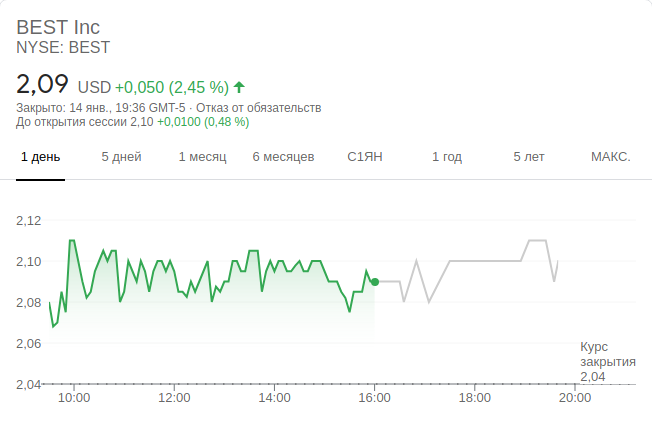 BEST Inc
NYSE: BEST
2,09 USD +0,050 (2,45 %)
Закрыто: 14 янв., 19:36 GMT-5 · Отказ от обязательств
До открытия сессии 2,10 +0,0100 (0,48 %)
1 день 5 дней 1 месяц 6 месяцев С1ЯН 1 год 5 лет МАКС.
2,12
2,10
2,08
2,06
2,04
Курс
закрытия
2,04
10:00 12:00 14:00 16:00 18:00 20:00